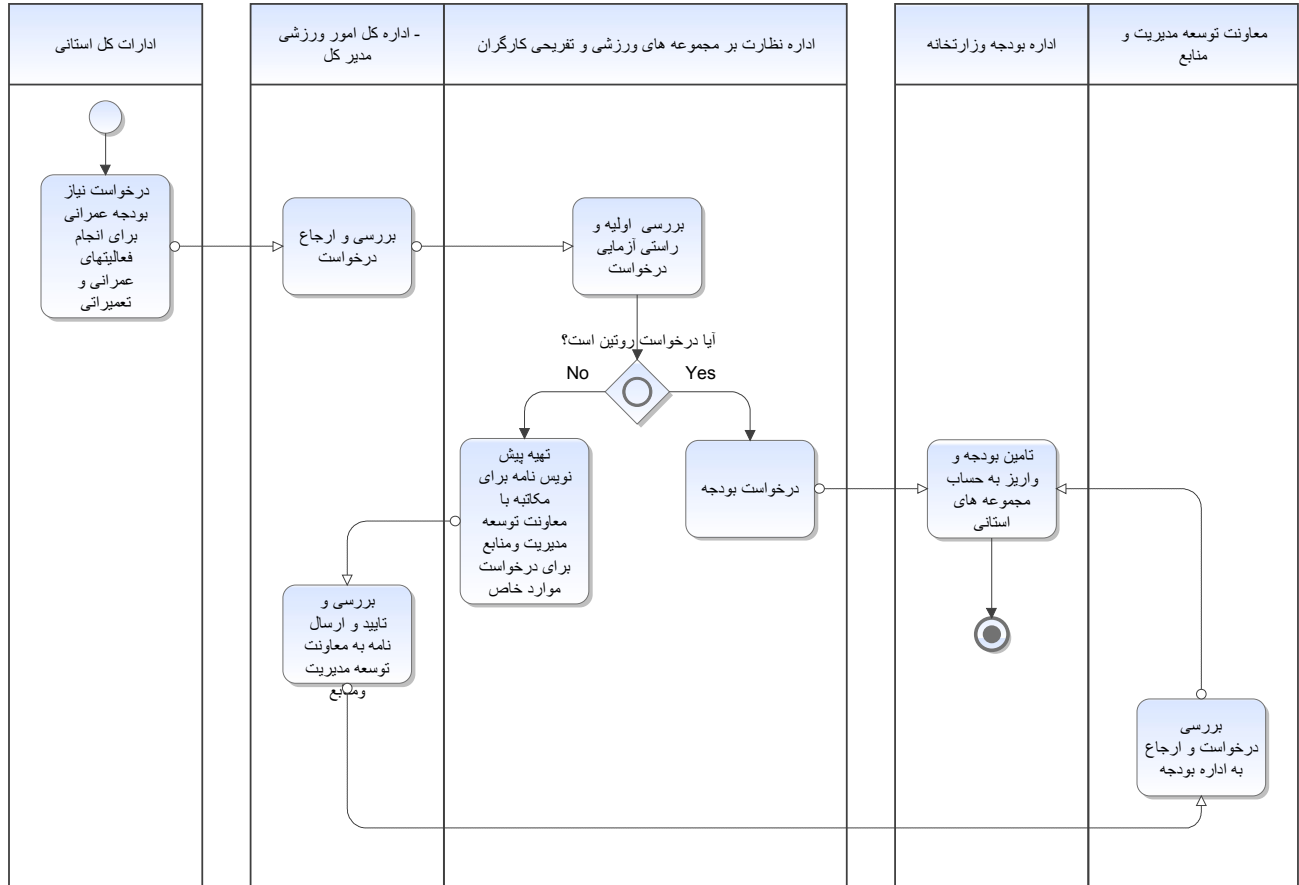 ادارات کل استانی
اداره کل امور ورزشی -
مدیر کل
اداره نظارت بر مجموعه های ورزشی و تفریحی کارگران
اداره بودجه وزارتخانه
معاونت توسعه مدیریت و
منابع
درخواست نیاز
بودجه عمرانی
برای انجام
فعالیتهای
عمرانی و
تعمیراتی
بررسی و ارجاع
درخواست
بررسی اولیه و
راستی آزمایی
درخواست
آیا درخواست روتین است؟
No
Yes
تهیه پیش
نویس نامه برای
مکاتبه با
معاونت توسعه
مدیریت ومنابع
برای درخواست
موارد خاص
درخواست بودجه
تامین بودجه و
واریز به حساب
مجموعه های
استانی
بررسی و
تایید و ارسال
نامه به معاونت
توسعه مدیریت
ومنابع
بررسی
درخواست و ارجاع
به اداره بودجه